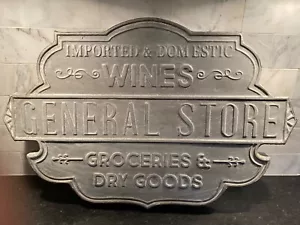 IMPORTED & DOMESTIC
WINES
GENERAL STORE
GROCERIES &
DRY GOODS